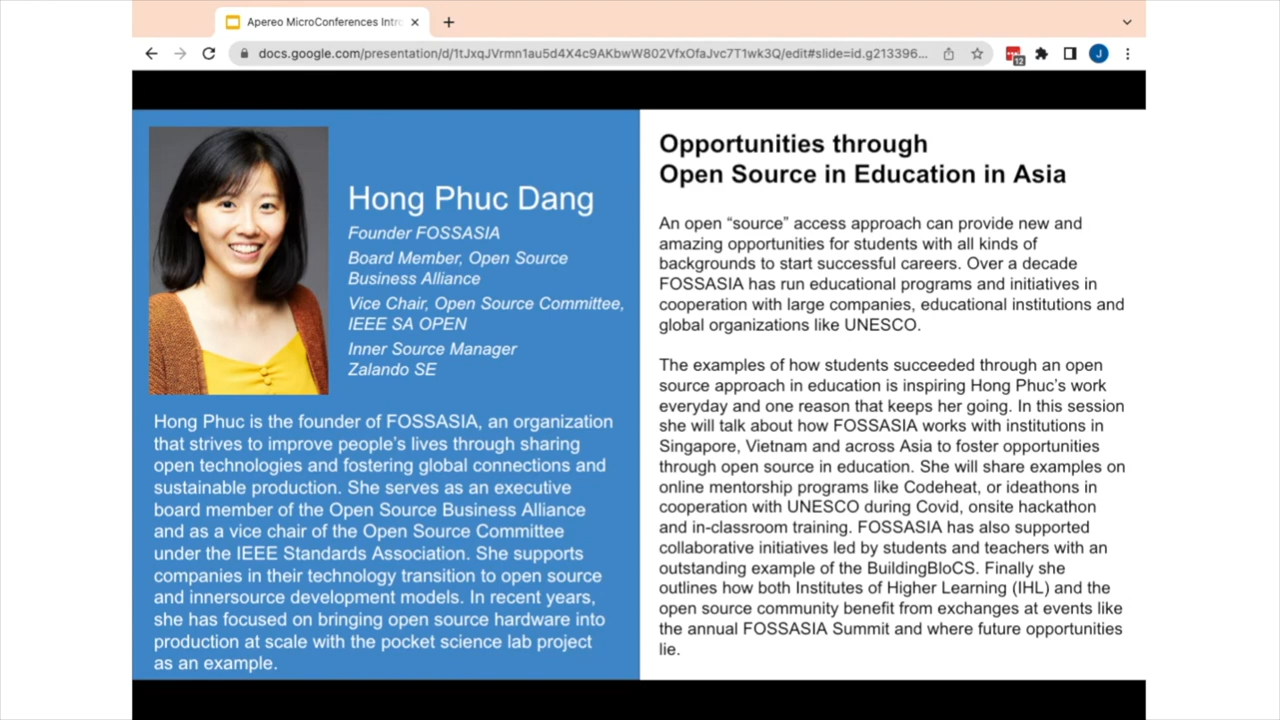 Apereo MicroConferences Intro
docs.google.com/presentation/d/1tJxqJVrmn1au5d4X4c9AKbwW802VfxOfaJvc7T1wk3Q/edit#slide=id.g213396...
12
J
Hong Phuc Dang
Founder FOSSASIA
Board Member, Open Source
Business Alliance
Vice Chair, Open Source Committee,
IEEE SA OPEN
Inner Source Manager
Zalando SE
Hong Phuc is the founder of FOSSASIA, an organization
that strives to improve people's lives through sharing
open technologies and fostering global connections and
sustainable production. She serves as an executive
board member of the Open Source Business Alliance
and as a vice chair of the Open Source Committee
under the IEEE Standards Association. She supports
companies in their technology transition to open source
and innersource development models. In recent years,
she has focused on bringing open source hardware into
production at scale with the pocket science lab project
as an example.
Opportunities through
Open Source in Education in Asia
An open “source” access approach can provide new and
amazing opportunities for students with all kinds of
backgrounds to start successful careers. Over a decade
FOSSASIA has run educational programs and initiatives in
cooperation with large companies, educational institutions and
global organizations like UNESCO.
The examples of how students succeeded through an open
source approach in education is inspiring Hong Phuc’s work
everyday and one reason that keeps her going. In this session
she will talk about how FOSSASIA works with institutions in
Singapore, Vietnam and across Asia to foster opportunities
through open source in education. She will share examples on
online mentorship programs like Codeheat, or ideathons in
cooperation with UNESCO during Covid, onsite hackathon
and in-classroom training. FOSSASIA has also supported
collaborative initiatives led by students and teachers with an
outstanding example of the BuildingBloCS. Finally she
outlines how both Institutes of Higher Learning (IHL) and the
open source community benefit from exchanges at events like
the annual FOSSASIA Summit and where future opportunities
lie.